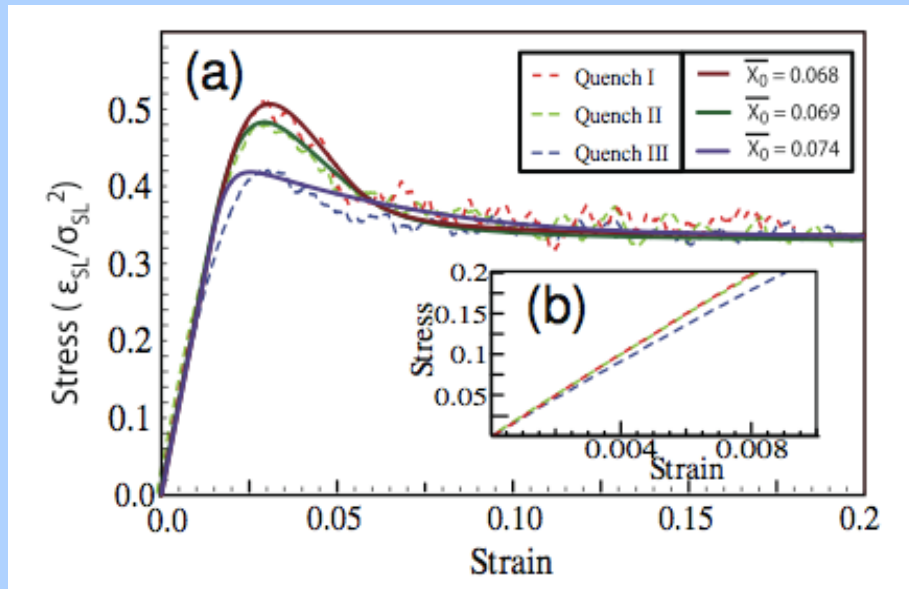 (a)
Quench I
Quench II
Quench III
X̅₀ = 0.068
X̅₀ = 0.069
X̅₀ = 0.074
Stress ( ε_SL/σ_SL²)
0.5
0.4
0.3
0.2
0.1
0.0
0.0 0.05 0.10 0.15 0.2
Strain
(b)
Stress
0.2
0.15
0.1
0.05
0.004 0.008
Strain